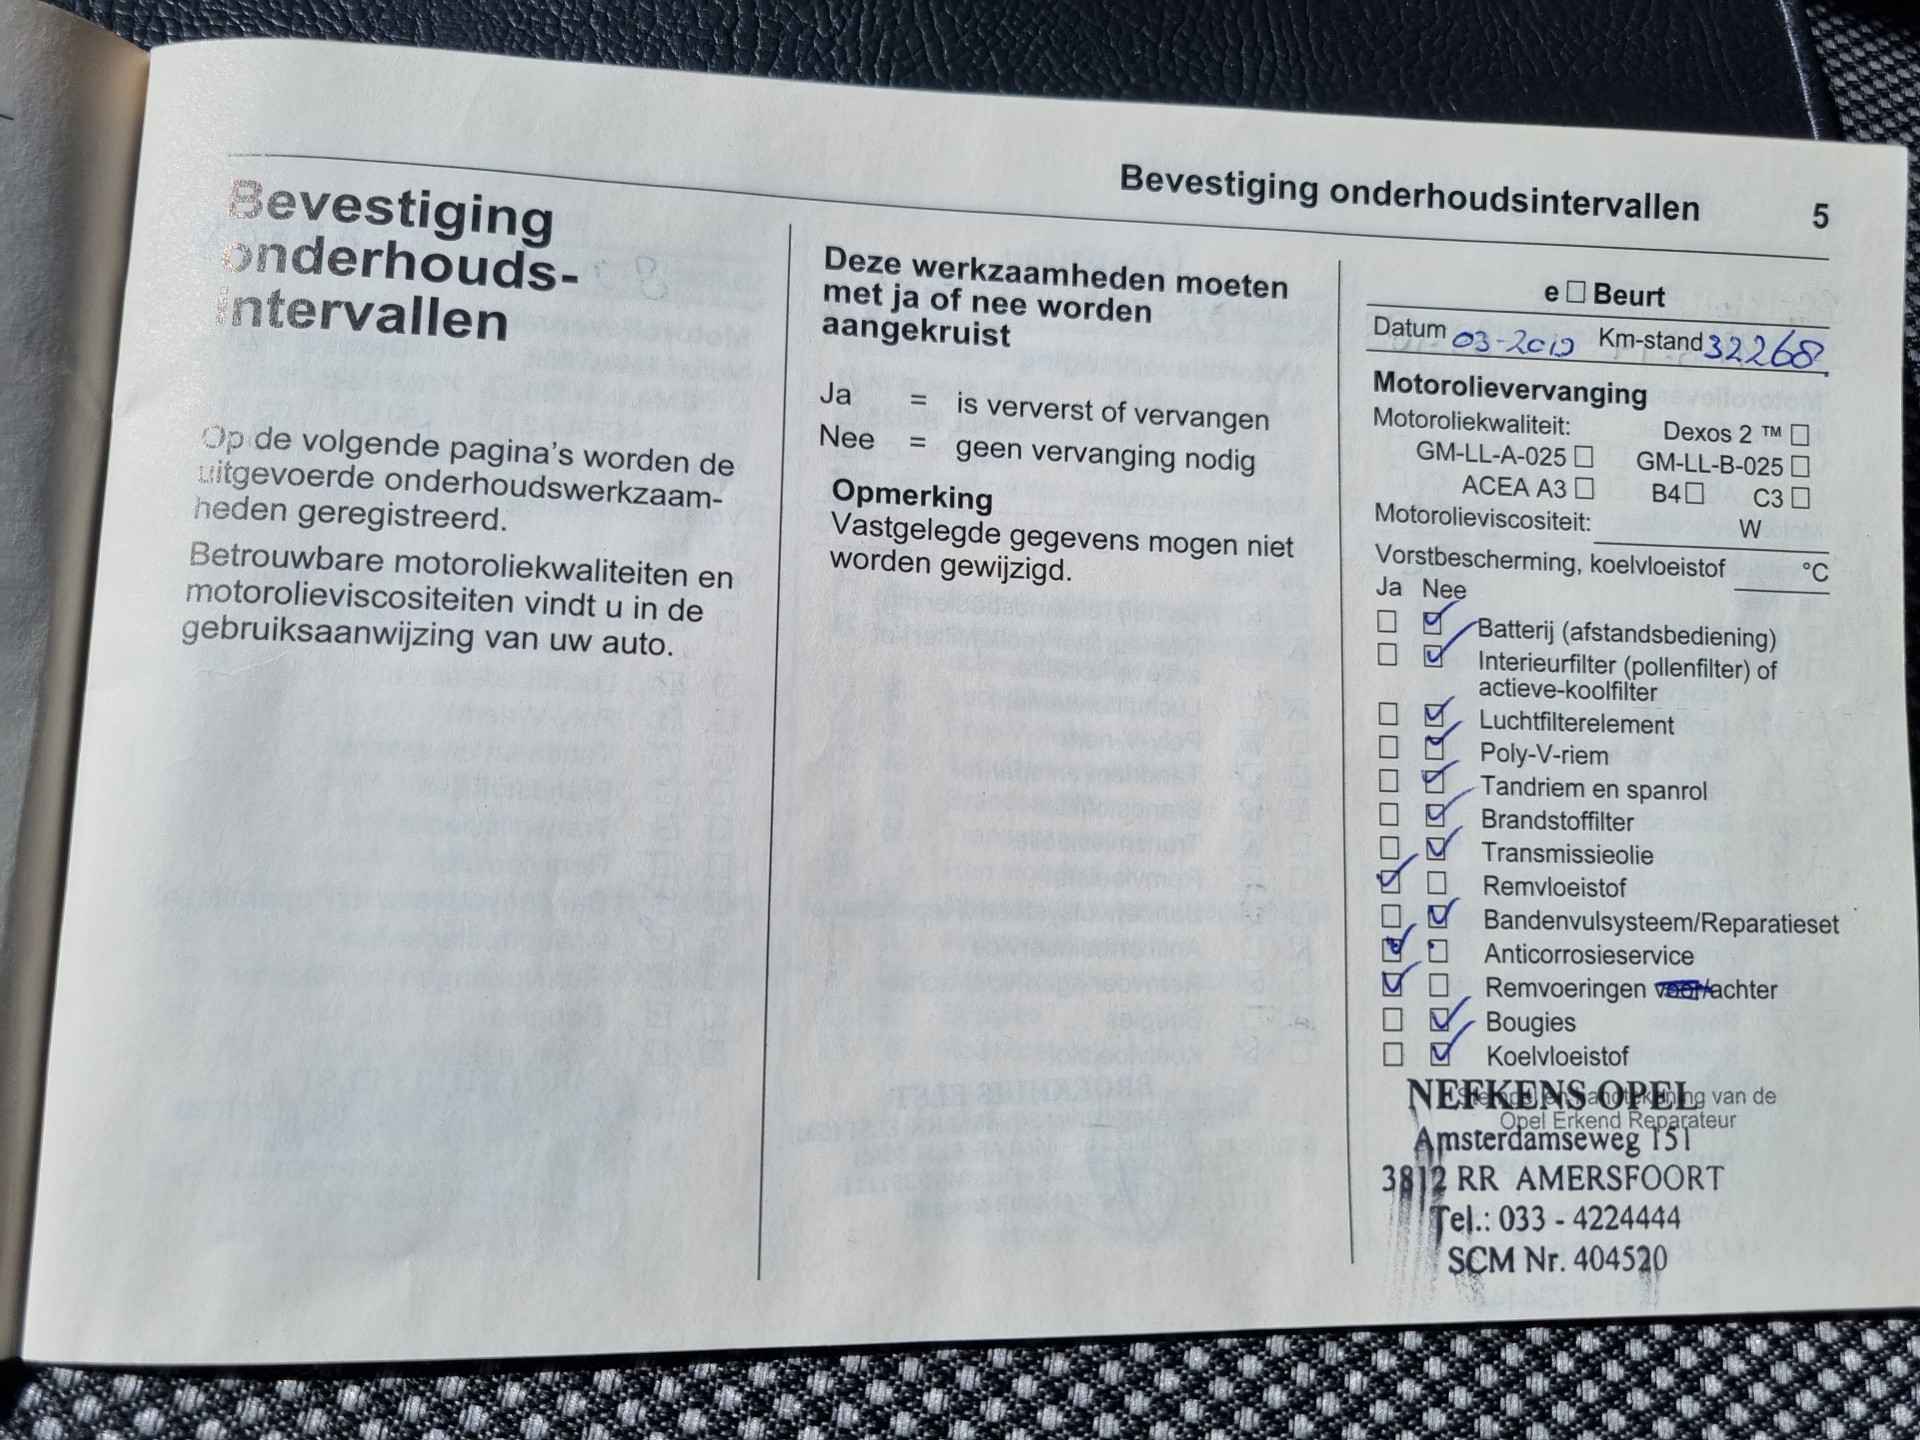 Bevestiging onderhoudsintervallen 5
Bevestiging
onderhouds-
intervallen
Op de volgende pagina's worden de
uitgevoerde onderhoudswerkzaam-
heden geregistreerd.
Betrouwbare motoroliekwaliteiten en
motorolieviscositeiten vindt u in de
gebruiksaanwijzing van uw auto.
Deze werkzaamheden moeten
met ja of nee worden
aangekruist
Ja = is ververst of vervangen
Nee = geen vervanging nodig
Opmerking
Vastgelegde gegevens mogen niet
worden gewijzigd.
e ☐ Beurt
Datum Km-stand 32268
Motorolievervanging
Motoroliekwaliteit: Dexos 2 ™ ☐
GM-LL-A-025 ☐ GM-LL-B-025 ☐
ACEA A3 ☐ B4 ☐ C3 ☐
Motorolieviscositeit: W
Vorstbescherming, koelvloeistof °C
Ja Nee
☐ ☑ Batterij (afstandsbediening)
☐ ☑ Interieurfilter (pollenfilter) of
actieve-koolfilter
☐ ☑ Luchtfilterelement
☐ ☑ Poly-V-riem
☐ ☑ Tandriem en spanrol
☐ ☑ Brandstoffilter
☐ ☑ Transmissieolie
☑ ☐ Remvloeistof
☐ ☑ Bandenvulsysteem/Reparatieset
☑ ☐ Anticorrosieservice
☑ ☐ Remvoeringen voor/achter
☐ ☑ Bougies
☐ ☑ Koelvloeistof
Stempel en handtekening van de
Opel Erkend Reparateur
NEFKENS OPEL
Amsterdamseweg 151
3812 RR AMERSFOORT
Tel.: 033 - 4224444
SCM Nr. 404520